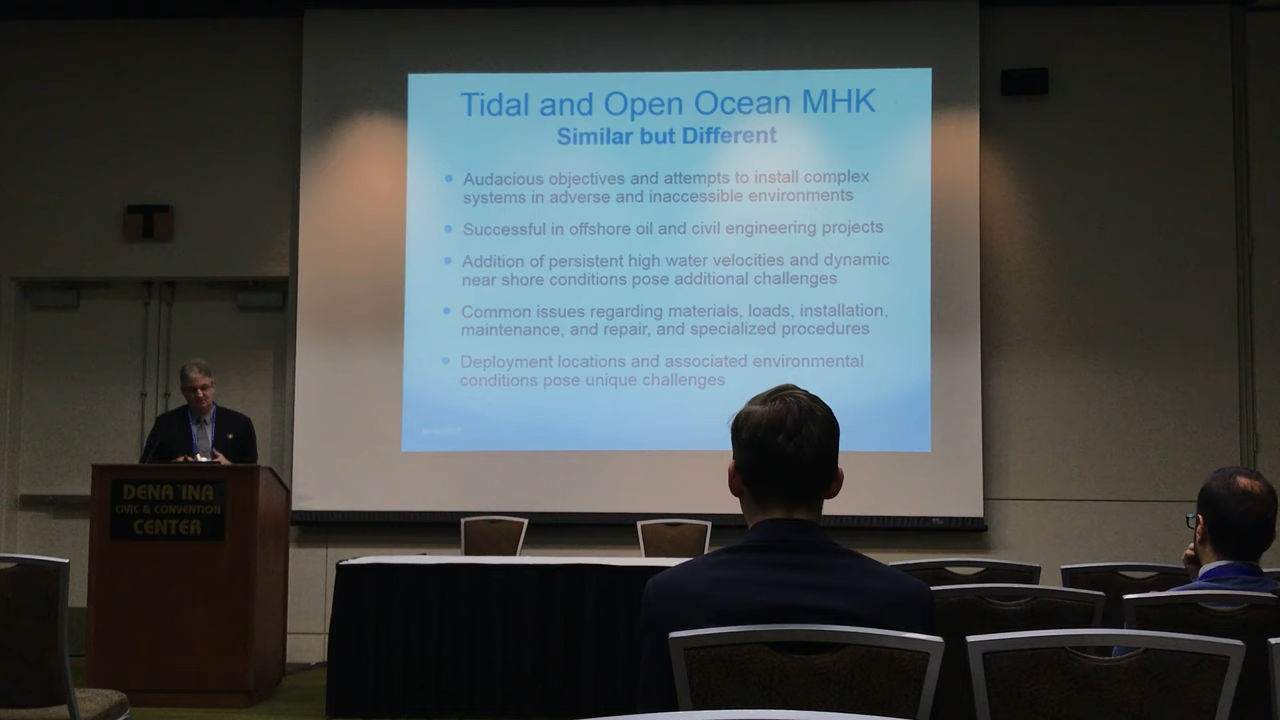 Tidal and Open Ocean MHK
Similar but Different
Audacious objectives and attempts to install complex
systems in adverse and inaccessible environments
Successful in offshore oil and civil engineering projects
Addition of persistent high water velocities and dynamic
near shore conditions pose additional challenges
Common issues regarding materials, loads, installation,
maintenance, and repair, and specialized procedures
Deployment locations and associated environmental
conditions pose unique challenges
DENA'INA
CIVIC & CONVENTION
CENTER